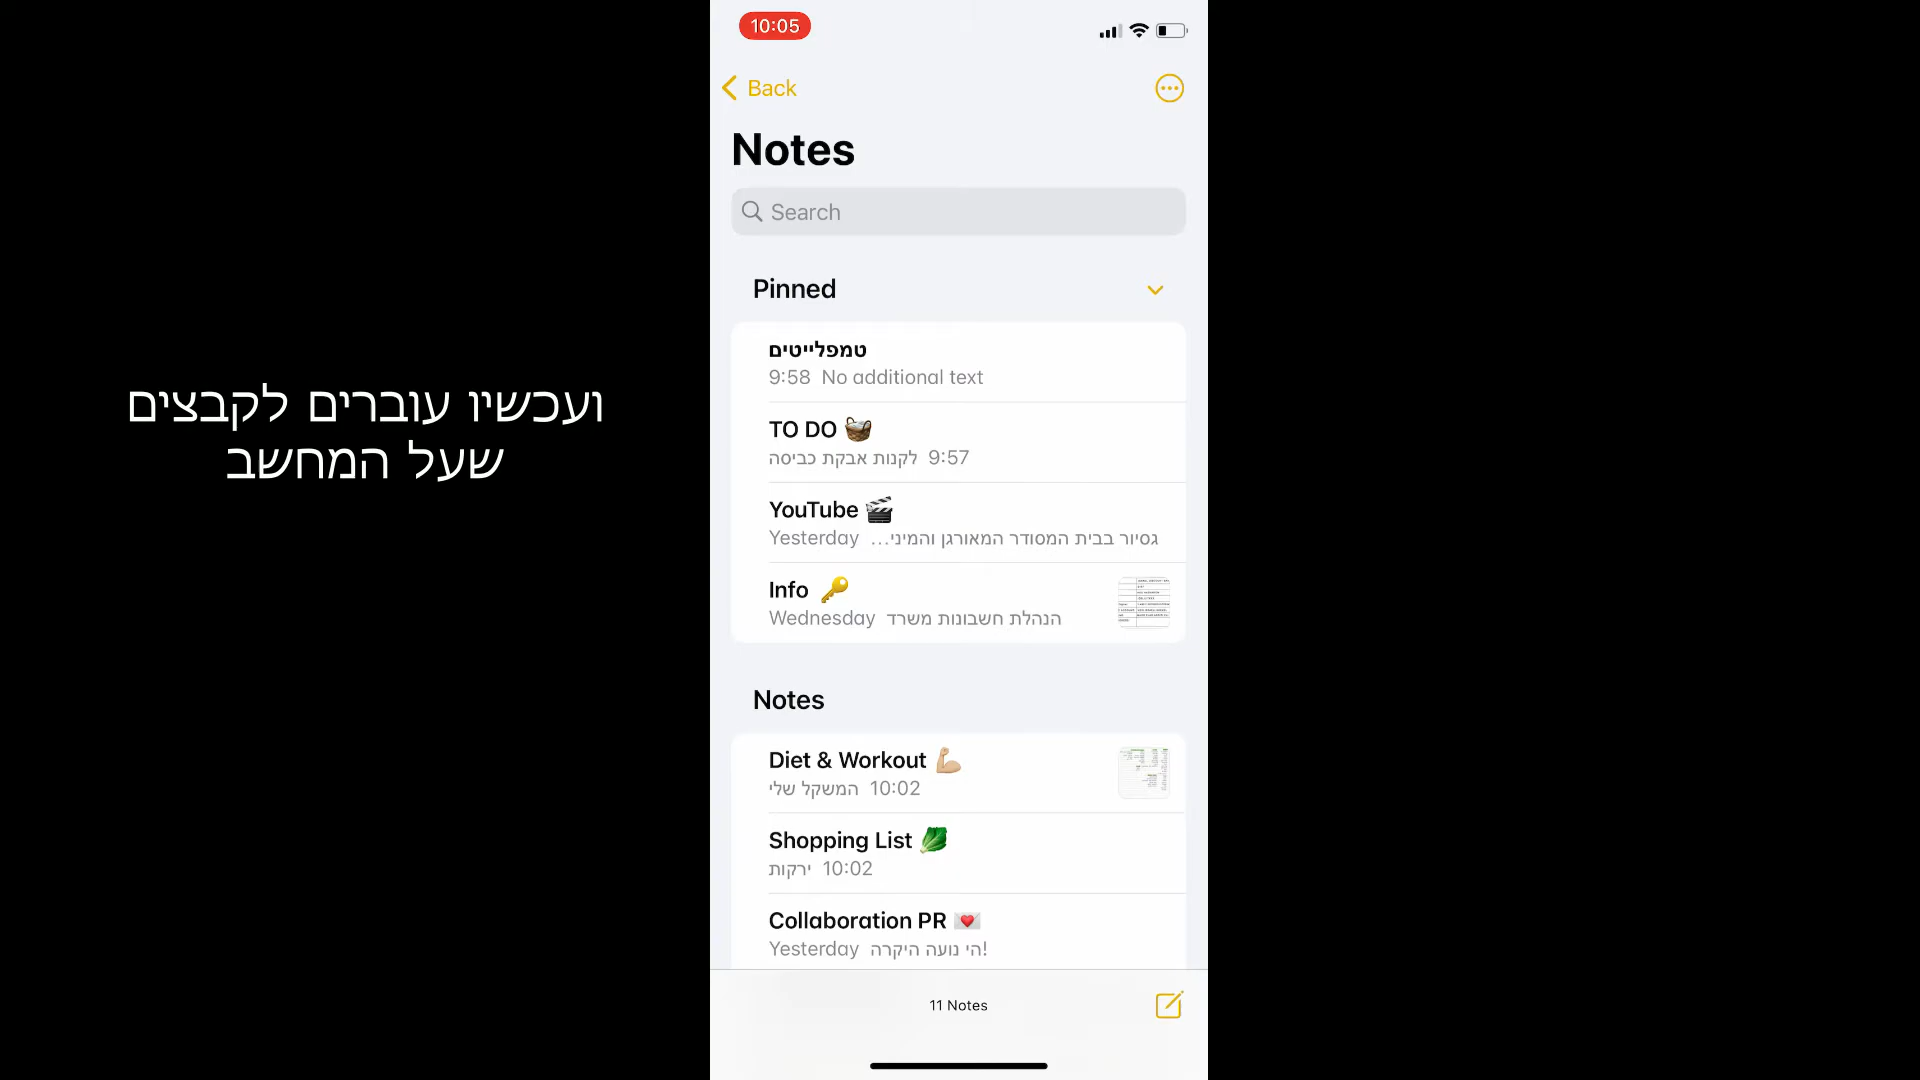 10:05
Back
Notes
Search
Pinned
טמפלייטים
9:58 No additional text
TO DO 🧺
לקנות אבקת כביסה 9:57
YouTube 🎬
Yesterday גסיור בבית המסודר המאורגן והמיני...
Info 🔑
Wednesday הנהלת חשבונות משרד
Notes
Diet & Workout 💪🏼
המשקל שלי 10:02
Shopping List 🥬
ירקות 10:02
Collaboration PR 💌
Yesterday הי נועה היקרה!
11 Notes
ועכשיו עוברים לקבצים
שעל המחשב